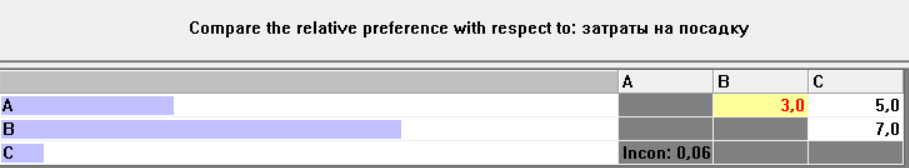 Compare the relative preference with respect to: затраты на посадку
A B C
A 3,0 5,0
B 7,0
C Incon: 0,06